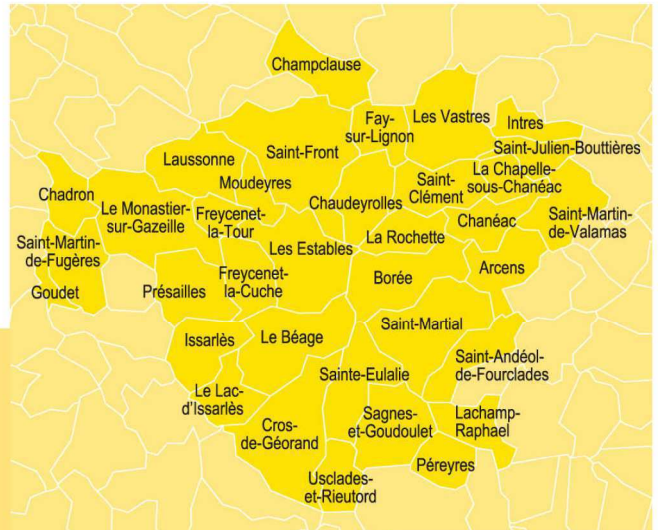 Champclause
Fay-
sur-Lignon
Les Vastres
Intres
Saint-Julien-Bouttières
Saint-Front
Laussonne
Moudeyres
La Chapelle-
sous-Chanéac
Saint-
Clément
Chadron
Le Monastier-
sur-Gazeille
Freycenet-
la-Tour
Chaudeyrolles
Chanéac
Saint-Martin-
de-Valamas
Saint-Martin-
de-Fugères
Les Estables
La Rochette
Goudet
Présailles
Freycenet-
la-Cuche
Borée
Arcens
Issarlès
Le Béage
Saint-Martial
Saint-Andéol-
de-Fourclades
Sainte-Eulalie
Le Lac-
d'Issarlès
Cros-
de-Géorand
Sagnes-
et-Goudoulet
Lachamp-
Raphael
Péreyres
Usclades-
et-Rieutord